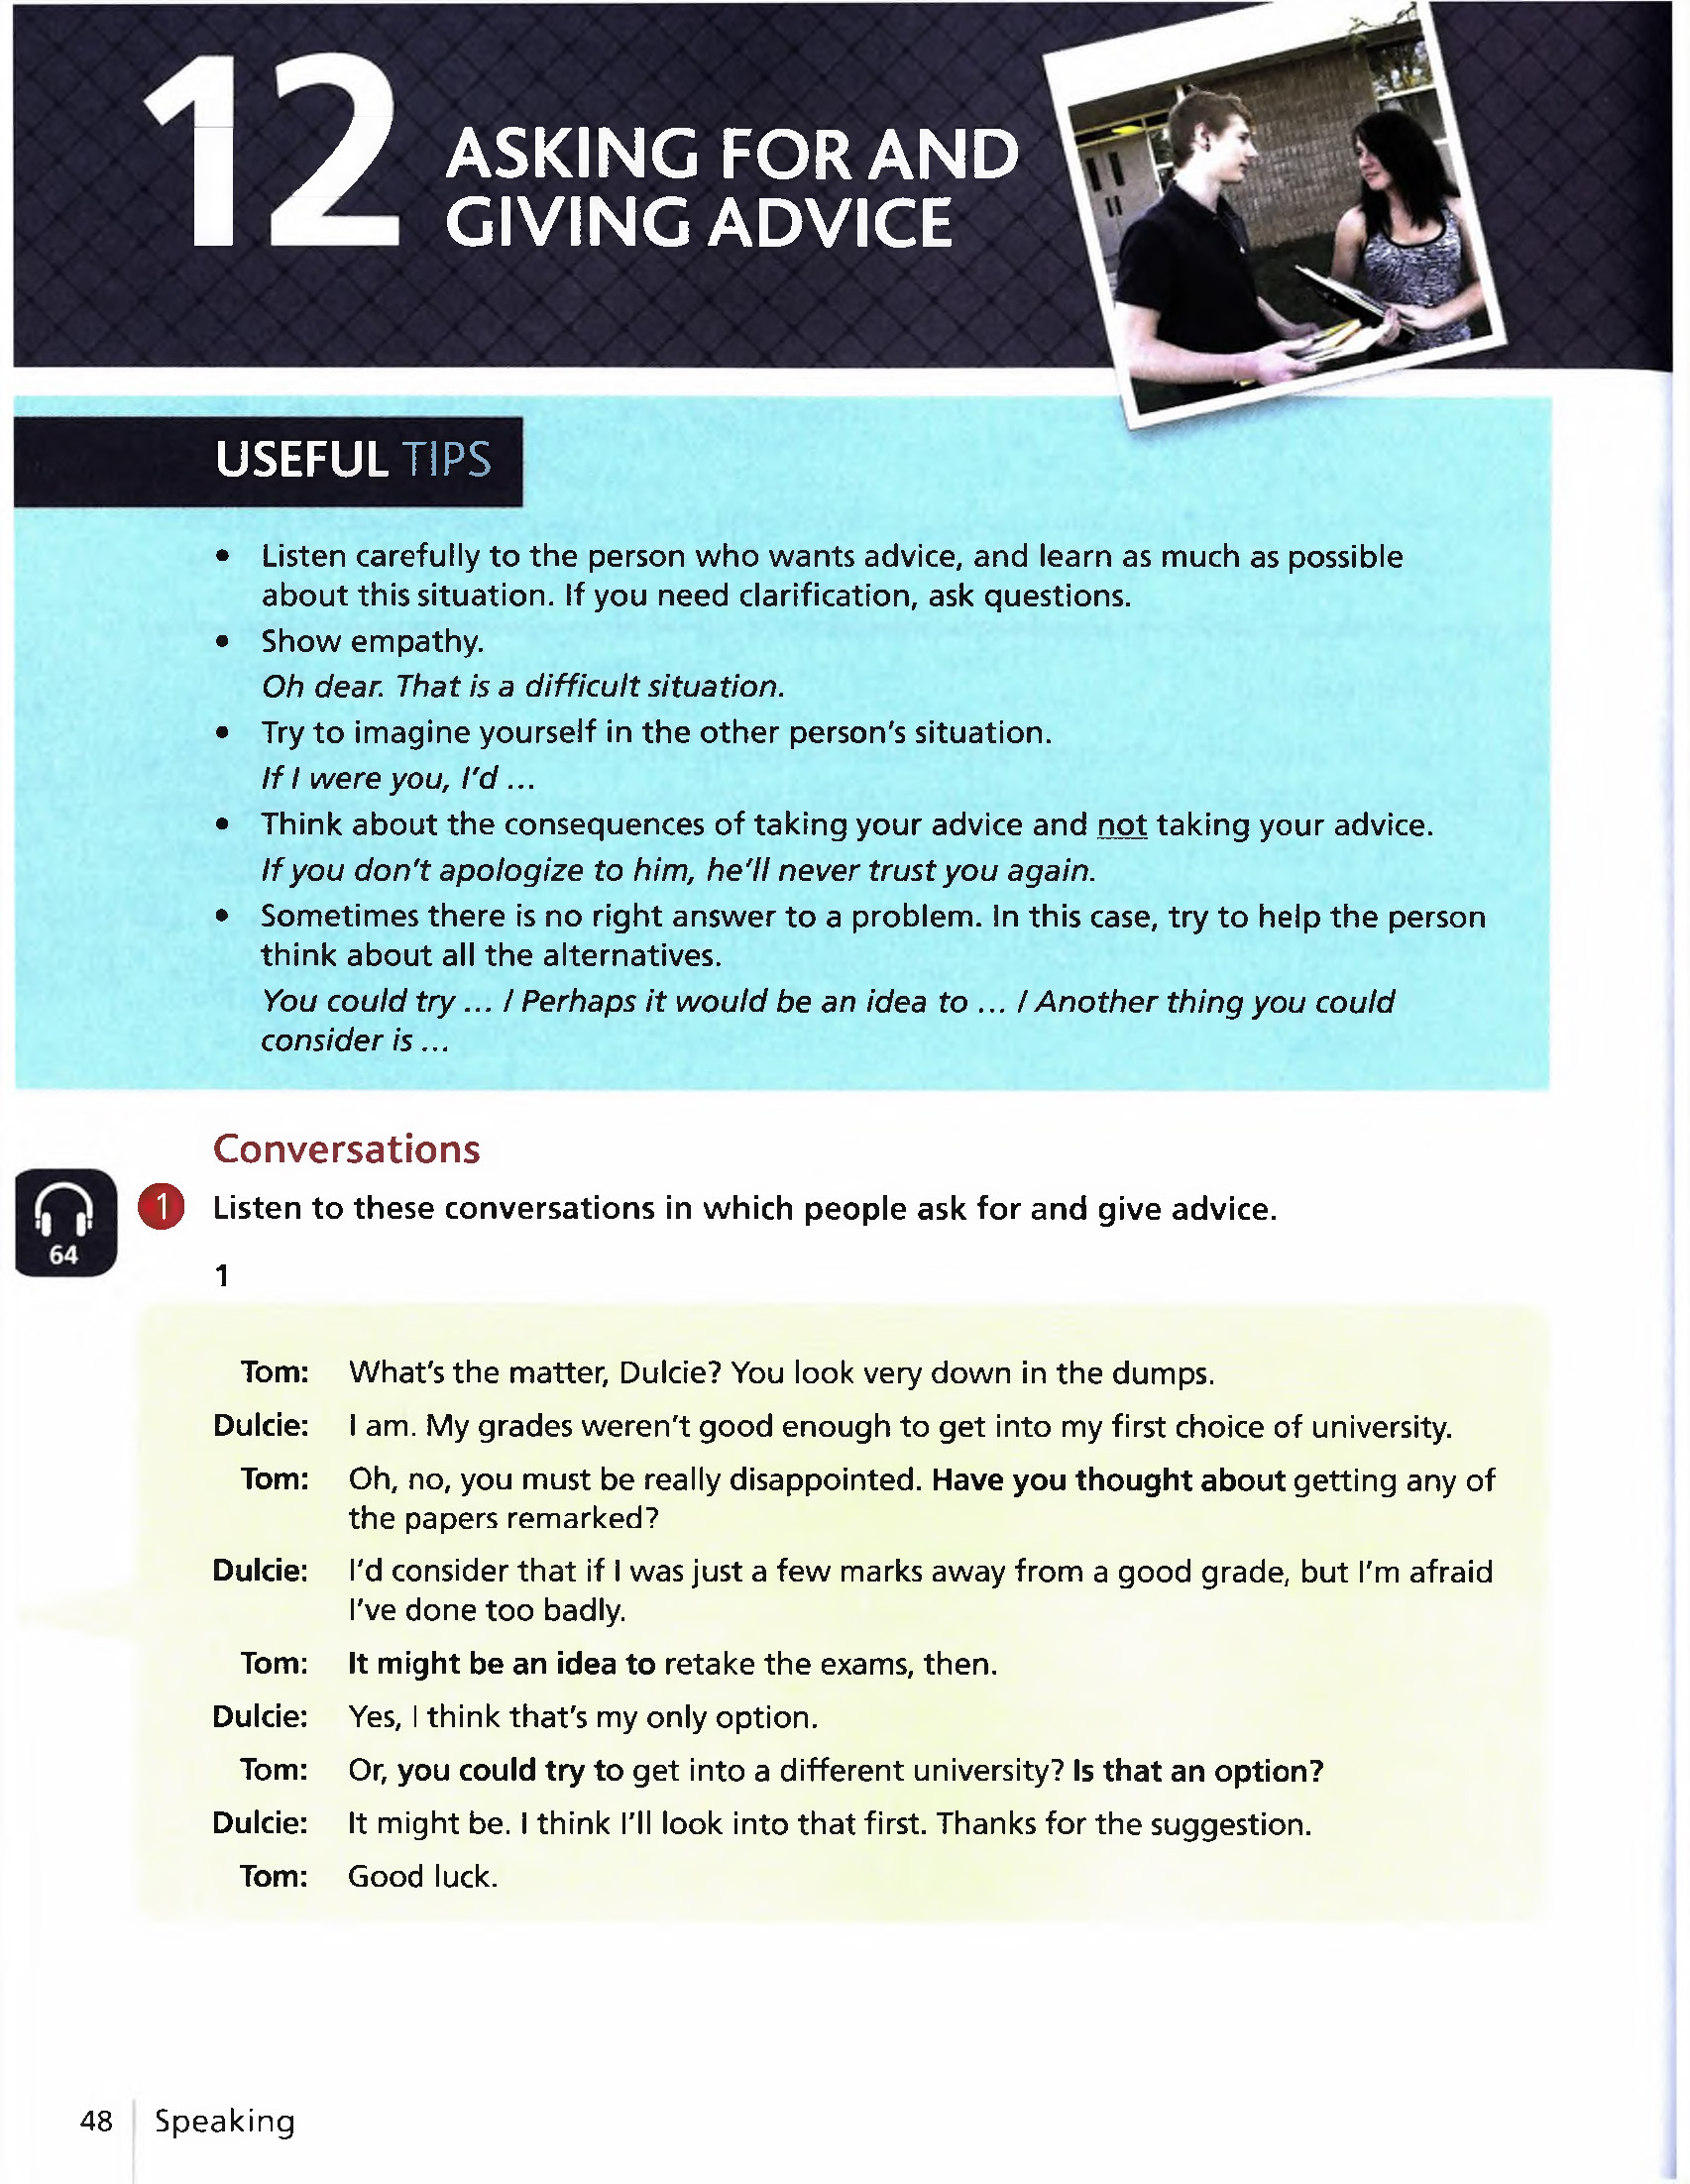 12
ASKING FOR AND
GIVING ADVICE
USEFUL TIPS
• Listen carefully to the person who wants advice, and learn as much as possible
about this situation. If you need clarification, ask questions.
• Show empathy.
Oh dear. That is a difficult situation.
• Try to imagine yourself in the other person's situation.
If I were you, I'd ...
• Think about the consequences of taking your advice and not taking your advice.
If you don't apologize to him, he'll never trust you again.
• Sometimes there is no right answer to a problem. In this case, try to help the person
think about all the alternatives.
You could try ... / Perhaps it would be an idea to ... / Another thing you could
consider is ...
Conversations
64
1 Listen to these conversations in which people ask for and give advice.
1
Tom: What's the matter, Dulcie? You look very down in the dumps.
Dulcie: I am. My grades weren't good enough to get into my first choice of university.
Tom: Oh, no, you must be really disappointed. Have you thought about getting any of
the papers remarked?
Dulcie: I'd consider that if I was just a few marks away from a good grade, but I'm afraid
I've done too badly.
Tom: It might be an idea to retake the exams, then.
Dulcie: Yes, I think that's my only option.
Tom: Or, you could try to get into a different university? Is that an option?
Dulcie: It might be. I think I'll look into that first. Thanks for the suggestion.
Tom: Good luck.
48 Speaking